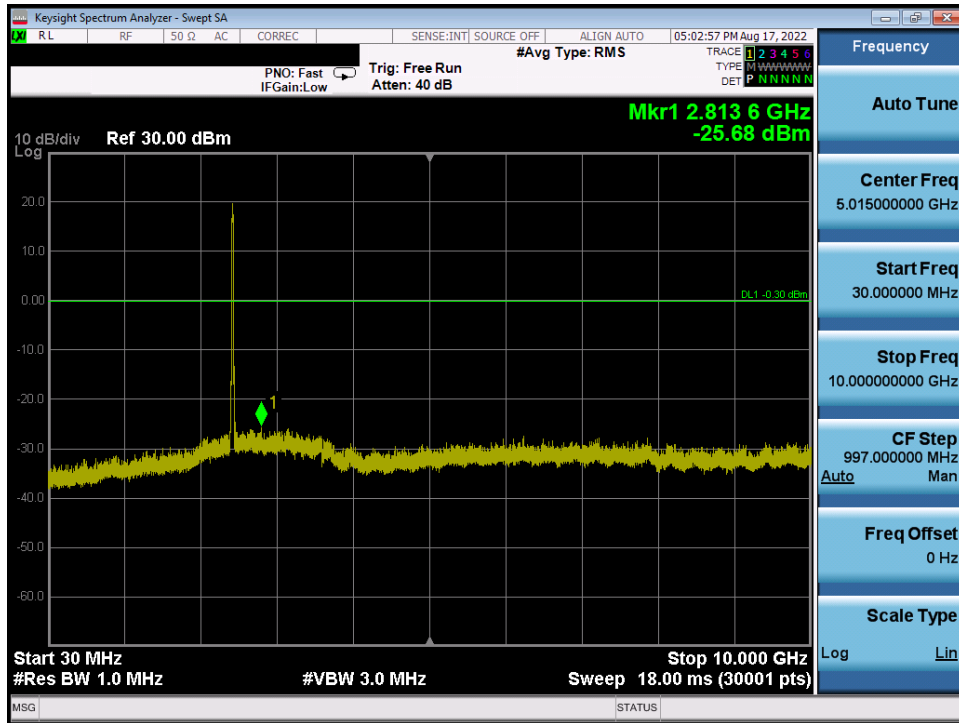 Keysight Spectrum Analyzer - Swept SA
LXI RL RF 50 Ω AC CORREC SENSE:INT SOURCE OFF ALIGN AUTO 05:02:57 PM Aug 17, 2022
#Avg Type: RMS
TRACE 1 2 3 4 5 6
PNO: Fast Trig: Free Run
TYPE M W W W W W
IFGain:Low Atten: 40 dB
DET P N N N N N
Mkr1 2.813 6 GHz
-25.68 dBm
10 dB/div Ref 30.00 dBm
Log
20.0
10.0
0.00
DL1 -0.30 dBm
-10.0
-20.0
1
-30.0
-40.0
-50.0
-60.0
Start 30 MHz Stop 10.000 GHz
#Res BW 1.0 MHz #VBW 3.0 MHz Sweep 18.00 ms (30001 pts)
MSG STATUS
Frequency
Auto Tune
Center Freq
5.015000000 GHz
Start Freq
30.000000 MHz
Stop Freq
10.000000000 GHz
CF Step
997.000000 MHz
Auto Man
Freq Offset
0 Hz
Scale Type
Log Lin